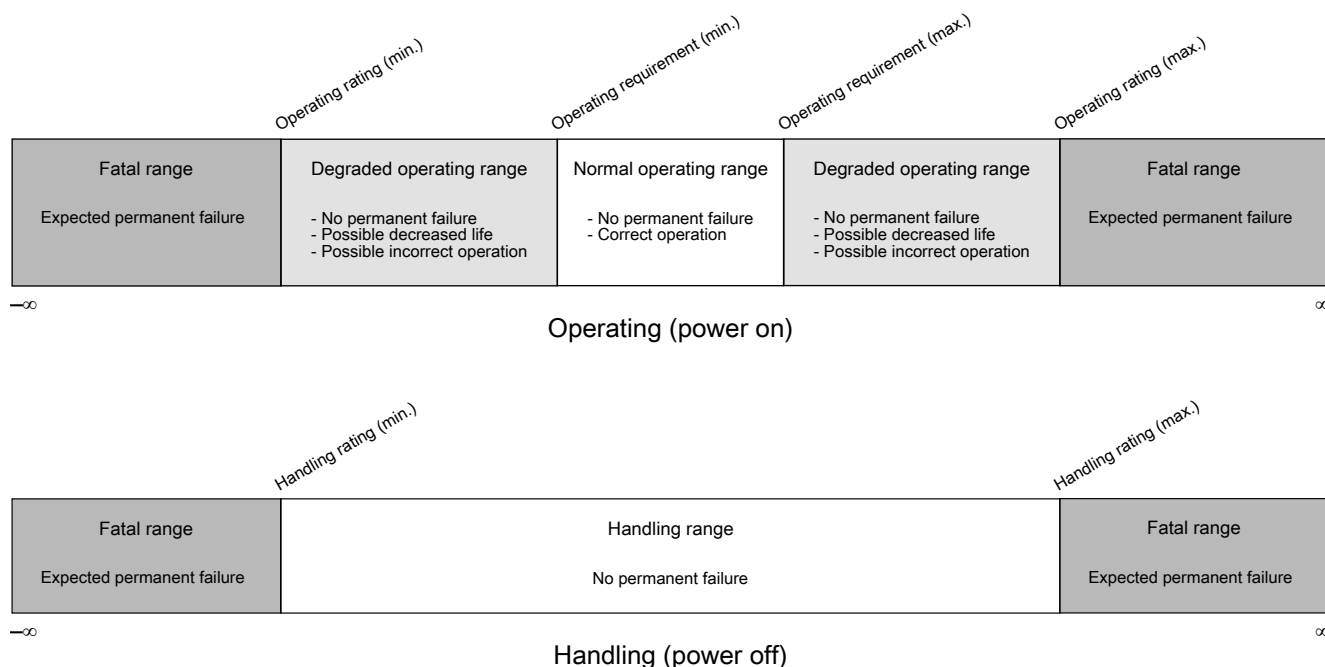 Operating rating (min.)
Operating requirement (min.)
Operating requirement (max.)
Operating rating (max.)
Fatal range
Degraded operating range
Normal operating range
Degraded operating range
Fatal range
Expected permanent failure
- No permanent failure
- Possible decreased life
- Possible incorrect operation
- No permanent failure
- Correct operation
- No permanent failure
- Possible decreased life
- Possible incorrect operation
Expected permanent failure
–∞
∞
Operating (power on)
Handling rating (min.)
Handling rating (max.)
Fatal range
Handling range
Fatal range
Expected permanent failure
No permanent failure
Expected permanent failure
–∞
∞
Handling (power off)